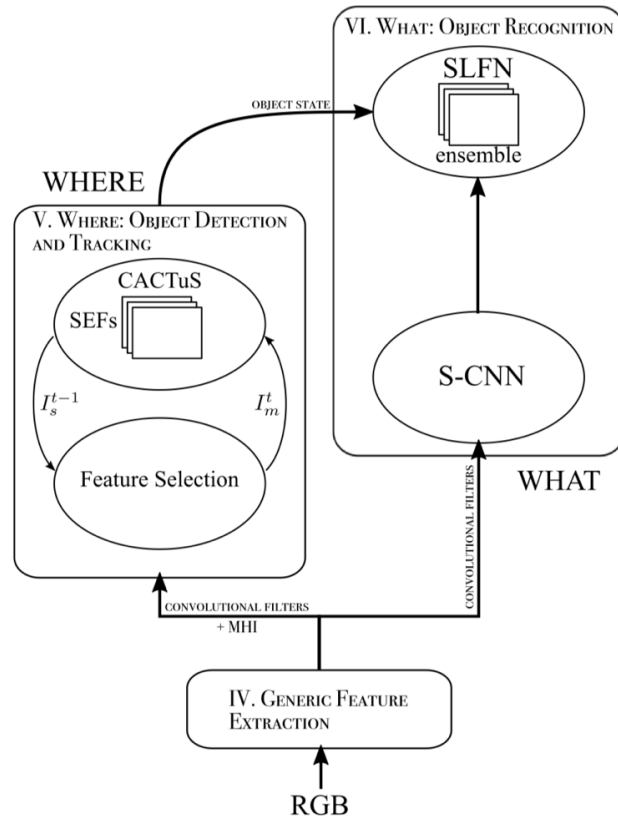 VI. WHAT: OBJECT RECOGNITION
SLFN
ensemble
OBJECT STATE
WHERE
V. WHERE: OBJECT DETECTION
AND TRACKING
CACTuS
SEFs
I_s^{t-1}
I_m^t
Feature Selection
S-CNN
WHAT
CONVOLUTIONAL FILTERS
CONVOLUTIONAL FILTERS
+ MHI
IV. GENERIC FEATURE
EXTRACTION
RGB